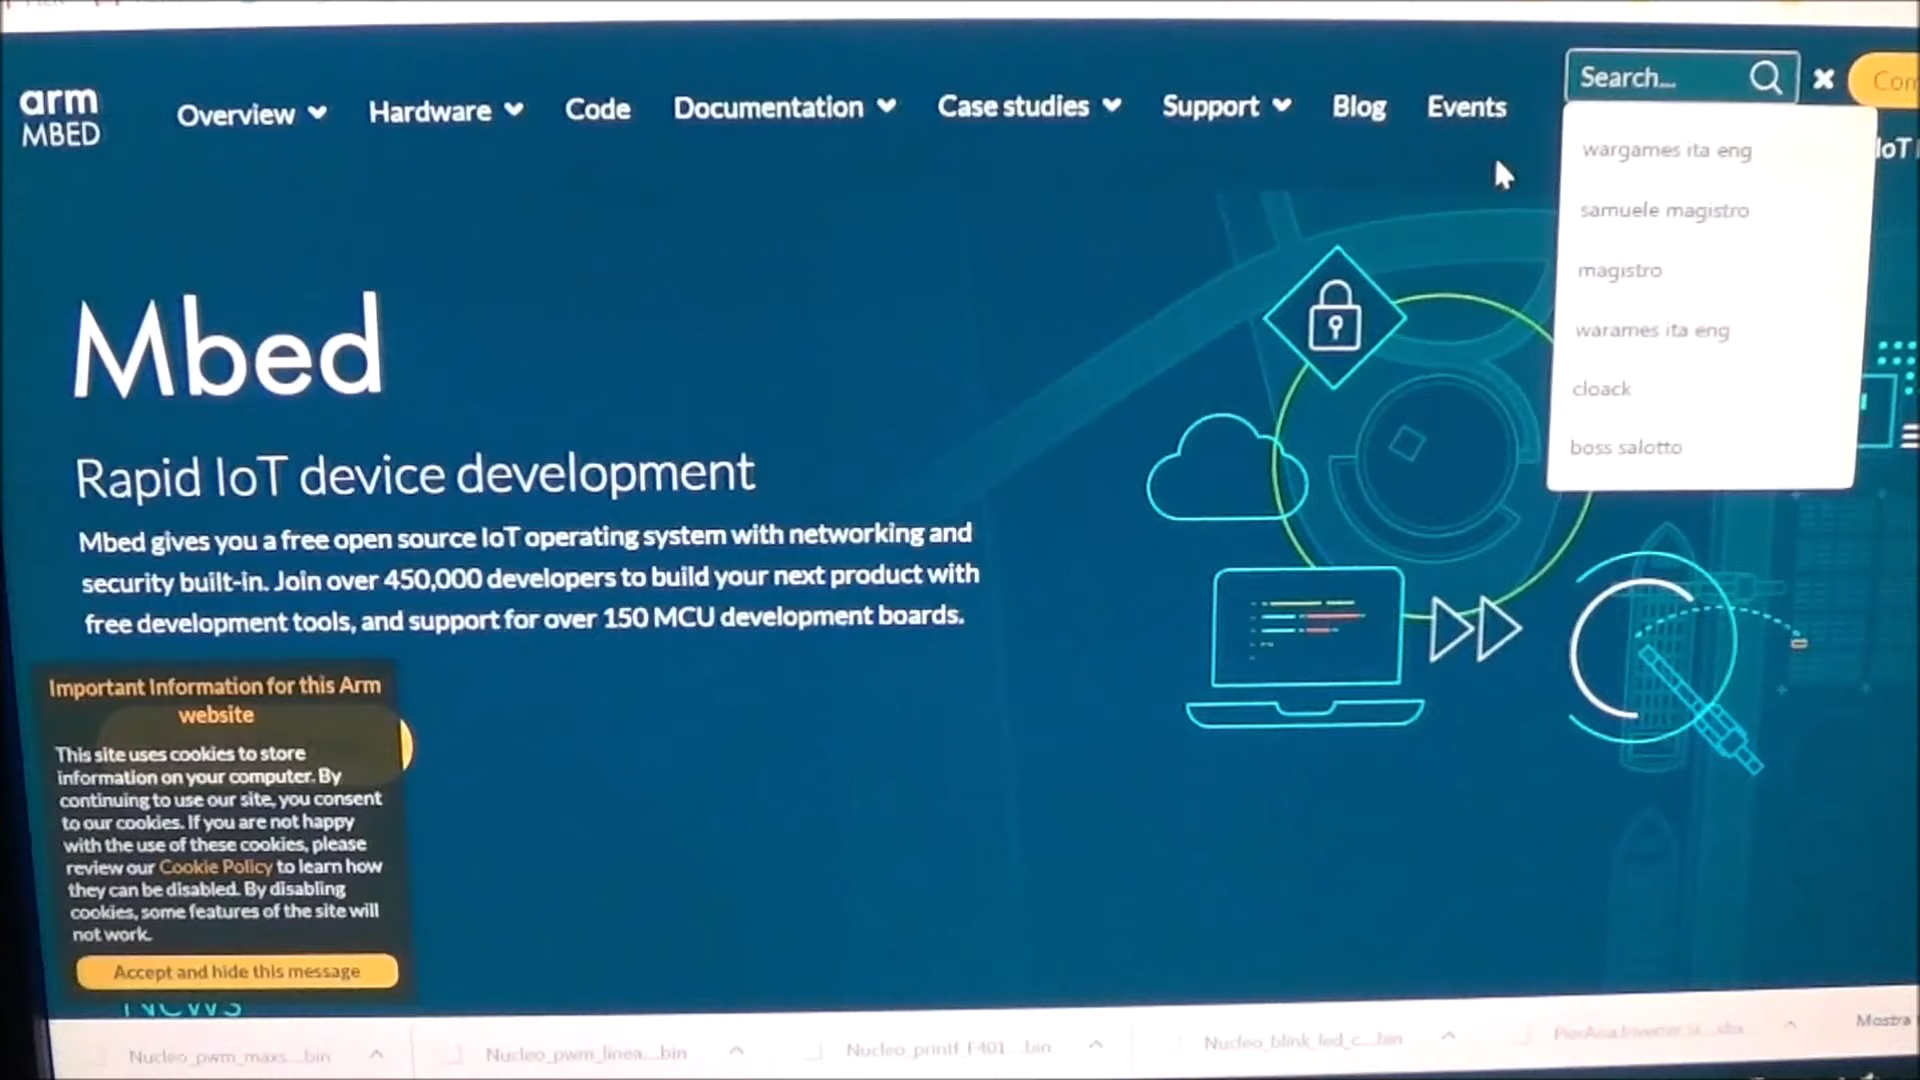 arm
MBED
Overview
Hardware
Code
Documentation
Case studies
Support
Blog
Events
Search...
Com
IoT
wargames ita eng
samuele magistro
magistro
warames ita eng
cloack
boss salotto
Mbed
Rapid IoT device development
Mbed gives you a free open source IoT operating system with networking and
security built-in. Join over 450,000 developers to build your next product with
free development tools, and support for over 150 MCU development boards.
Important Information for this Arm
website
This site uses cookies to store
information on your computer. By
continuing to use our site, you consent
to our cookies. If you are not happy
with the use of these cookies, please
review our Cookie Policy to learn how
they can be disabled. By disabling
cookies, some features of the site will
not work.
Accept and hide this message
News
Nucleo_pwm_maxs....bin
Nucleo_pwm_linea....bin
Nucleo_printf_F401....bin
Nucleo_blink_led_c....bin
Mostra